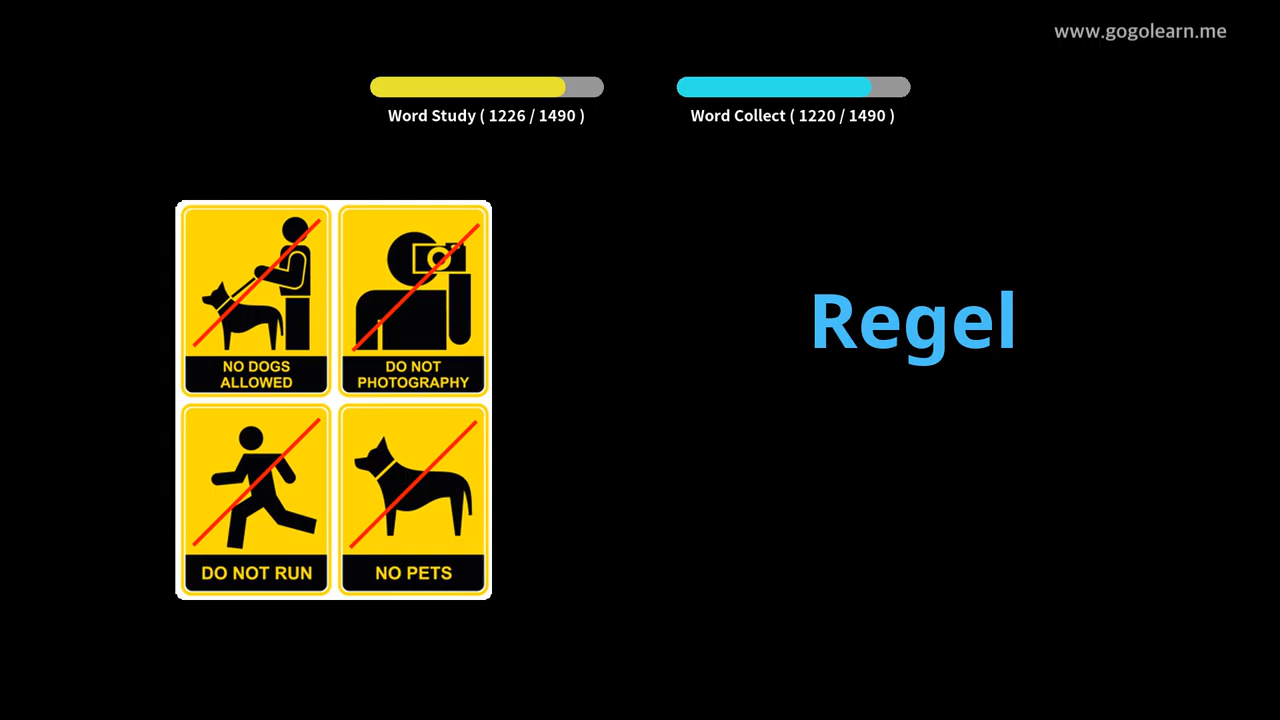 www.gogolearn.me
Word Study ( 1226 / 1490 )
Word Collect ( 1220 / 1490 )
NO DOGS
ALLOWED
DO NOT
PHOTOGRAPHY
DO NOT RUN
NO PETS
Regel